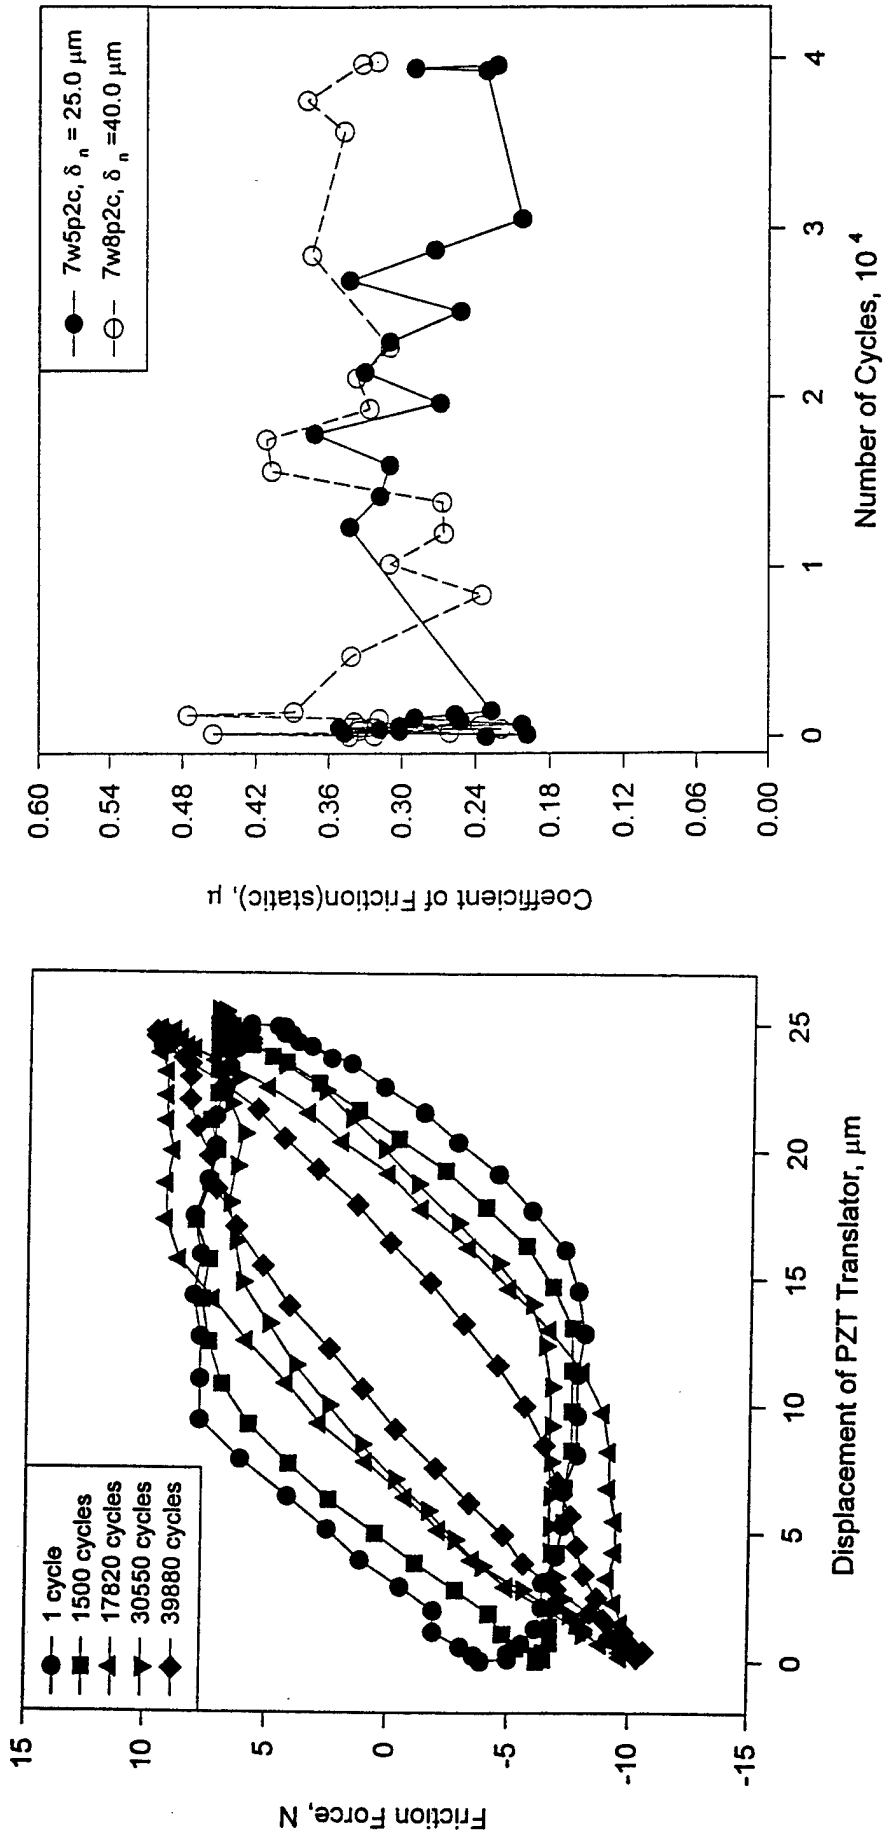 15
10
5
0
-5
-10
-15
Friction Force, N
1 cycle
1500 cycles
17820 cycles
30550 cycles
39880 cycles
0
5
10
15
20
25
Displacement of PZT Translator, μm
0.60
0.54
0.48
0.42
0.36
0.30
0.24
0.18
0.12
0.06
0.00
Coefficient of Friction(static), μ
7w5p2c, δ n = 25.0 μm
7w8p2c, δ n =40.0 μm
0
1
2
3
4
Number of Cycles, 10 4